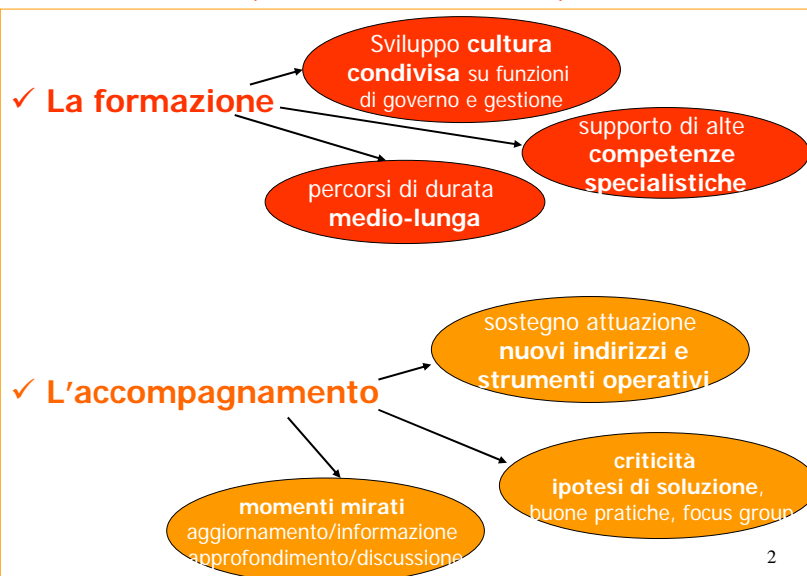 ✓ La formazione
Sviluppo cultura
condivisa su funzioni
di governo e gestione
supporto di alte
competenze
specialistiche
percorsi di durata
medio-lunga
✓ L'accompagnamento
sostegno attuazione
nuovi indirizzi e
strumenti operativi
criticità
ipotesi di soluzione,
buone pratiche, focus group
momenti mirati
aggiornamento/informazione
approfondimento/discussione
2